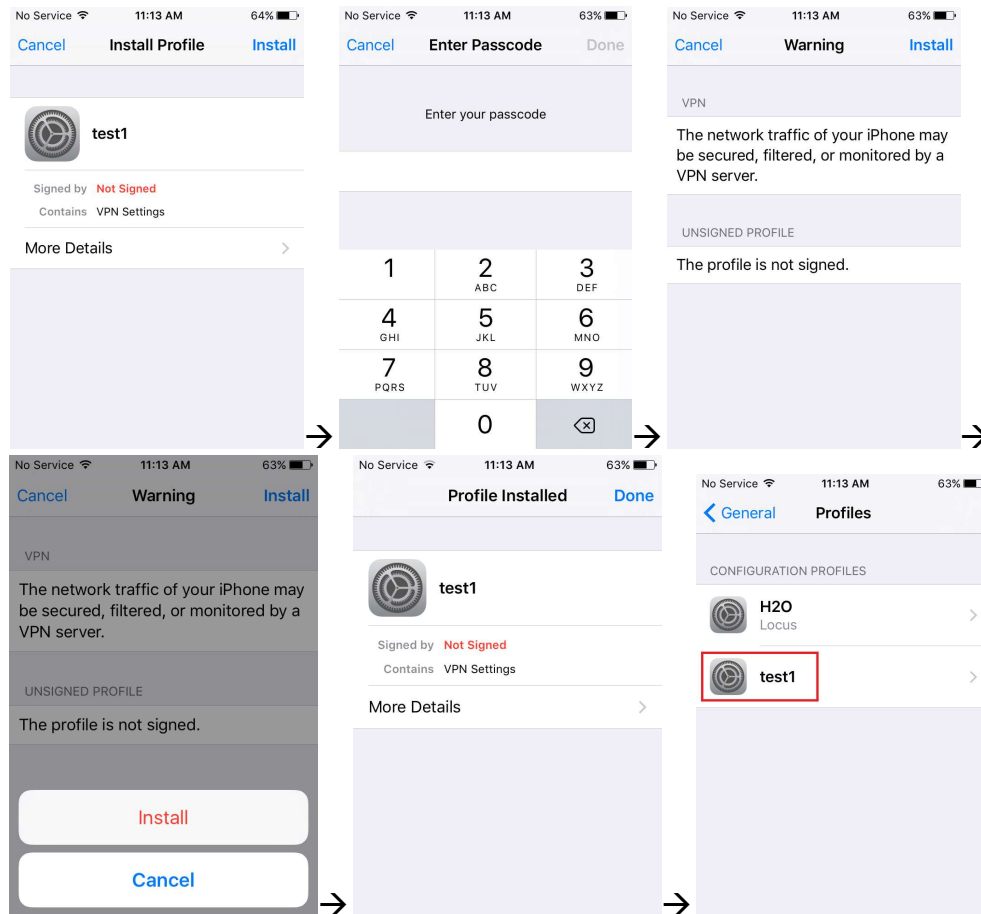 No Service 11:13 AM 64%
Cancel Install Profile Install
test1
Signed by Not Signed
Contains VPN Settings
More Details
No Service 11:13 AM 63%
Cancel Enter Passcode Done
Enter your passcode
1 2 3
ABC DEF
4 5 6
GHI JKL MNO
7 8 9
PQRS TUV WXYZ
0
No Service 11:13 AM 63%
Cancel Warning Install
VPN
The network traffic of your iPhone may
be secured, filtered, or monitored by a
VPN server.
UNSIGNED PROFILE
The profile is not signed.
No Service 11:13 AM 63%
Cancel Warning Install
VPN
The network traffic of your iPhone may
be secured, filtered, or monitored by a
VPN server.
UNSIGNED PROFILE
The profile is not signed.
Install
Cancel
No Service 11:13 AM 63%
Profile Installed Done
test1
Signed by Not Signed
Contains VPN Settings
More Details
No Service 11:13 AM 63%
General Profiles
CONFIGURATION PROFILES
H2O
Locus
test1